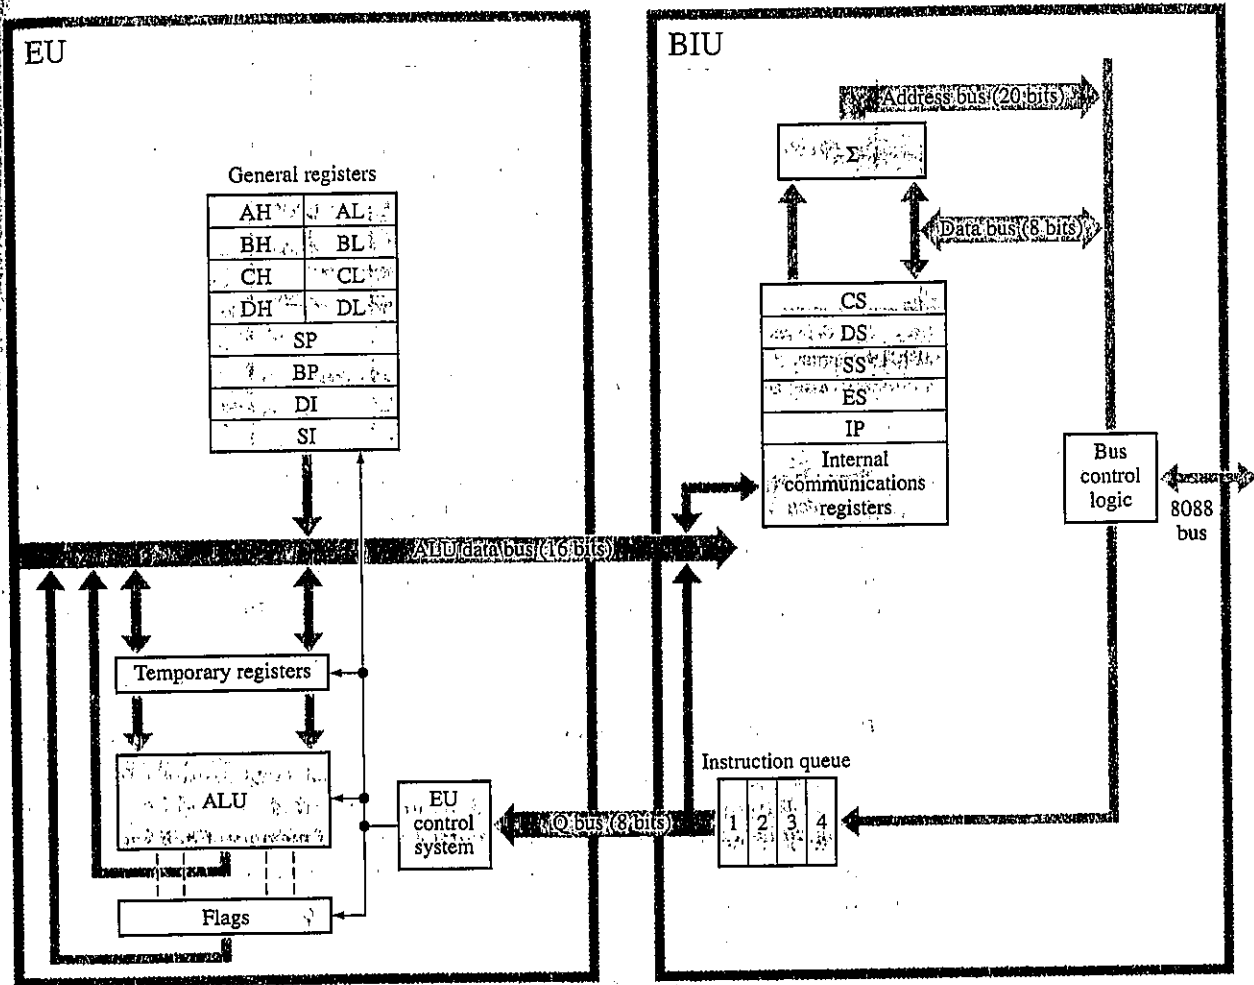 EU
BIU
Address bus (20 bits)
Σ
Data bus (8 bits)
General registers
AH AL
BH BL
CH CL
DH DL
SP
BP
DI
SI
CS
DS
SS
ES
IP
Internal
communications
registers
Bus
control
logic
8088
bus
ALU data bus (16 bits)
Temporary registers
ALU
Flags
EU
control
system
Q bus (8 bits)
Instruction queue
1 2 3 4